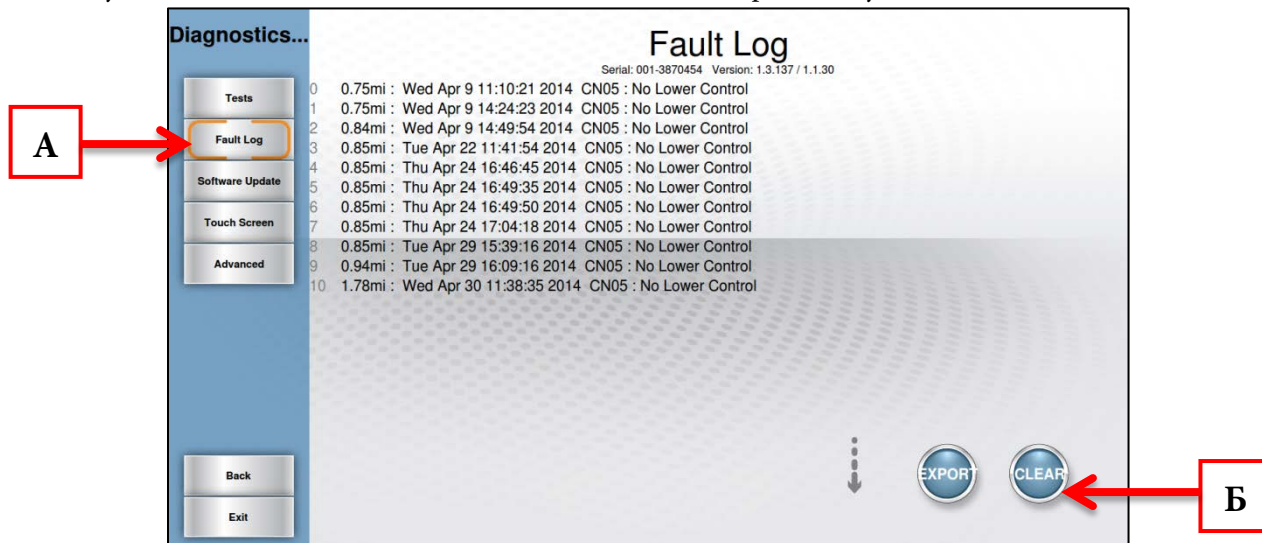 Diagnostics...
Fault Log
Serial: 001-3870454 Version: 1.3.137 / 1.1.30
Tests
Fault Log
Software Update
Touch Screen
Advanced
Back
Exit
0 0.75mi : Wed Apr 9 11:10:21 2014 CN05 : No Lower Control
1 0.75mi : Wed Apr 9 14:24:23 2014 CN05 : No Lower Control
2 0.84mi : Wed Apr 9 14:49:54 2014 CN05 : No Lower Control
3 0.85mi : Tue Apr 22 11:41:54 2014 CN05 : No Lower Control
4 0.85mi : Thu Apr 24 16:46:45 2014 CN05 : No Lower Control
5 0.85mi : Thu Apr 24 16:49:35 2014 CN05 : No Lower Control
6 0.85mi : Thu Apr 24 16:49:50 2014 CN05 : No Lower Control
7 0.85mi : Thu Apr 24 17:04:18 2014 CN05 : No Lower Control
8 0.85mi : Tue Apr 29 15:39:16 2014 CN05 : No Lower Control
9 0.94mi : Tue Apr 29 16:09:16 2014 CN05 : No Lower Control
10 1.78mi : Wed Apr 30 11:38:35 2014 CN05 : No Lower Control
EXPORT
CLEAR
А
Б